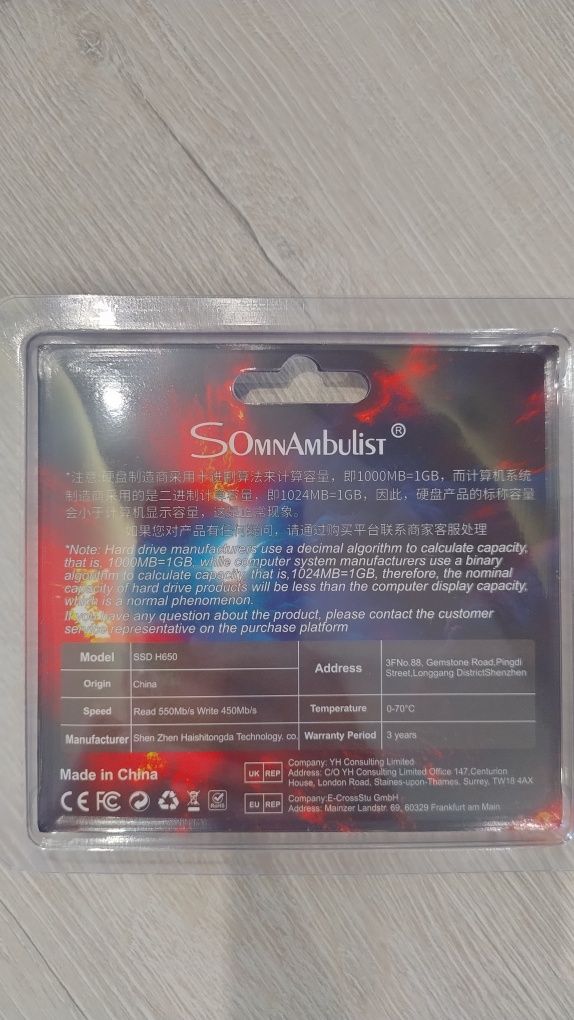 SOMNAMBULIST®
*注意:硬盘制造商采用十进制算法来计算容量，即1000MB=1GB，而计算机系统
制造商采用的是二进制计算容量，即1024MB=1GB，因此，硬盘产品的标称容量
会小于计算机显示容量，这是正常现象。
如果您对产品有任何疑问，请通过购买平台联系商家客服处理
*Note: Hard drive manufacturers use a decimal algorithm to calculate capacity,
that is, 1000MB=1GB, while computer system manufacturers use a binary
algorithm to calculate capacity, that is,1024MB=1GB, therefore, the nominal
capacity of hard drive products will be less than the computer display capacity,
which is a normal phenomenon.
If you have any question about the product, please contact the customer
service representative on the purchase platform
Model SSD H650
Address 3FNo.88, Gemstone Road,Pingdi
Street,Longgang DistrictShenzhen
Origin China
Speed Read 550Mb/s Write 450Mb/s
Temperature 0-70°C
Manufacturer Shen Zhen Haishitongda Technology. co.
Warranty Period 3 years
Made in China
UK REP Company: YH Consulting Limited
Address: C/O YH Consulting Limited Office 147,Centurion
House, London Road, Staines-upon-Thames, Surrey, TW18 4AX
CE FC RoHS
EU REP Company:E-CrossStu GmbH
Address: Mainzer Landstr. 69, 60329 Frankfurt am Main